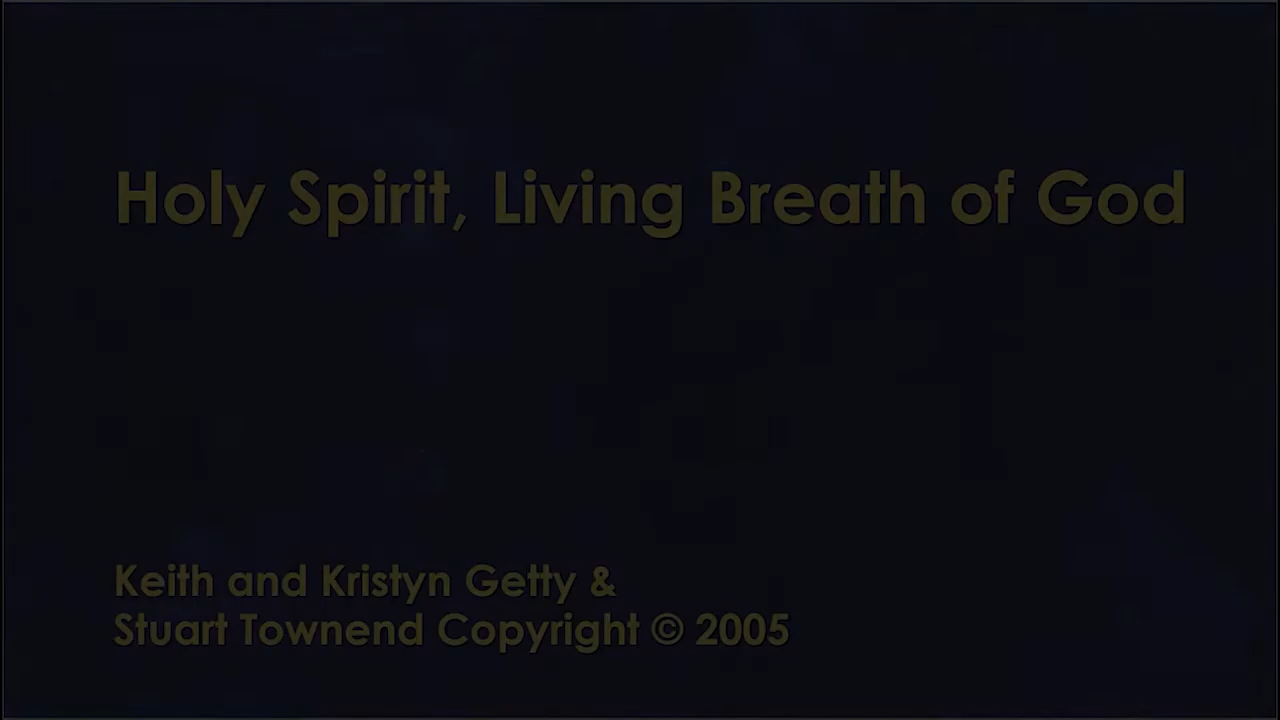 Holy Spirit, Living Breath of God
Keith and Kristyn Getty &
Stuart Townend Copyright © 2005